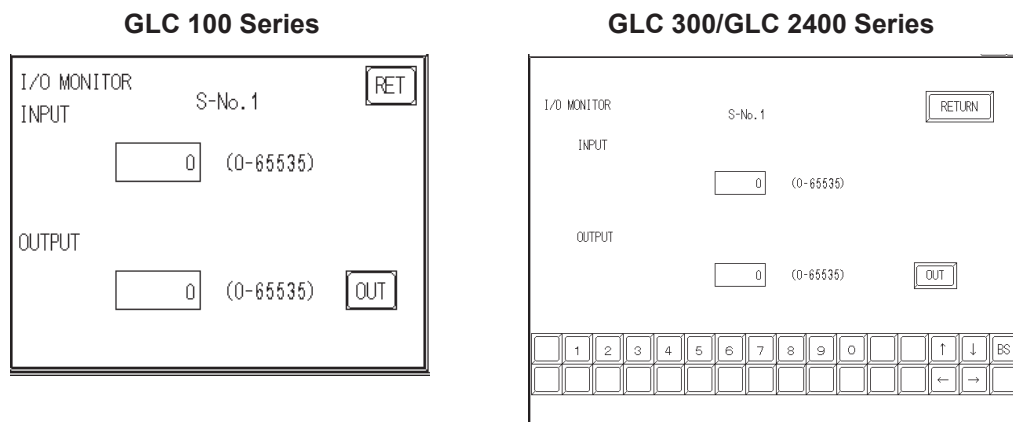 GLC 100 Series
I/O MONITOR
S-No.1
RET
INPUT
0 (0-65535)
OUTPUT
0 (0-65535) OUT
GLC 300/GLC 2400 Series
I/O MONITOR
S-No.1
RETURN
INPUT
0 (0-65535)
OUTPUT
0 (0-65535) OUT
1 2 3 4 5 6 7 8 9 0 ↑ ↓ BS
← →